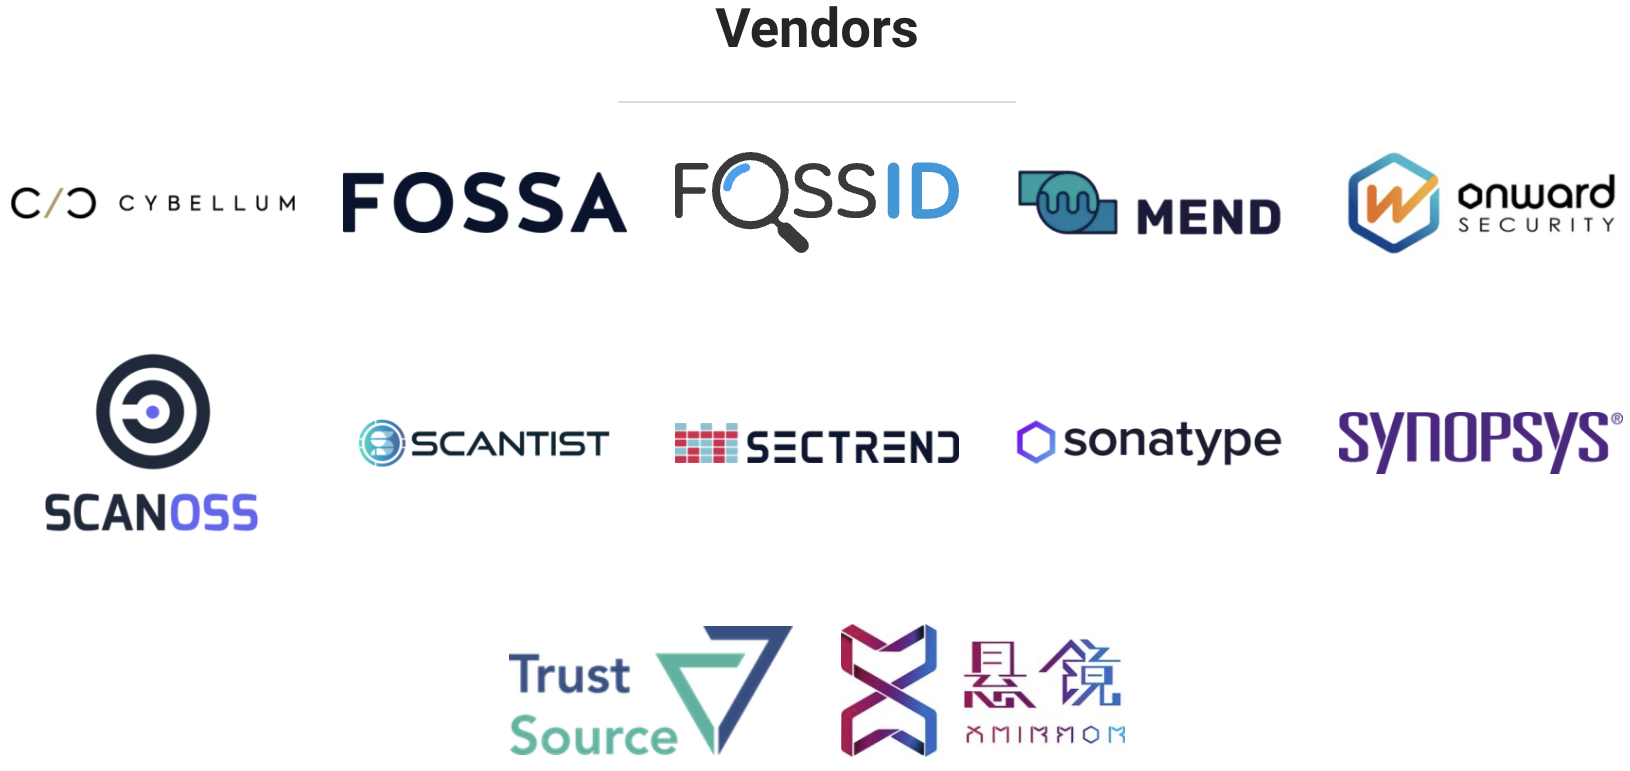 Vendors
C/C CYBELLUM
FOSSA
FOSSID
MEND
onward
SECURITY
SCANOSS
SCANTIST
SECTREND
sonatype
SYNOPSYS®
Trust
Source
悬镜
XMIRROR